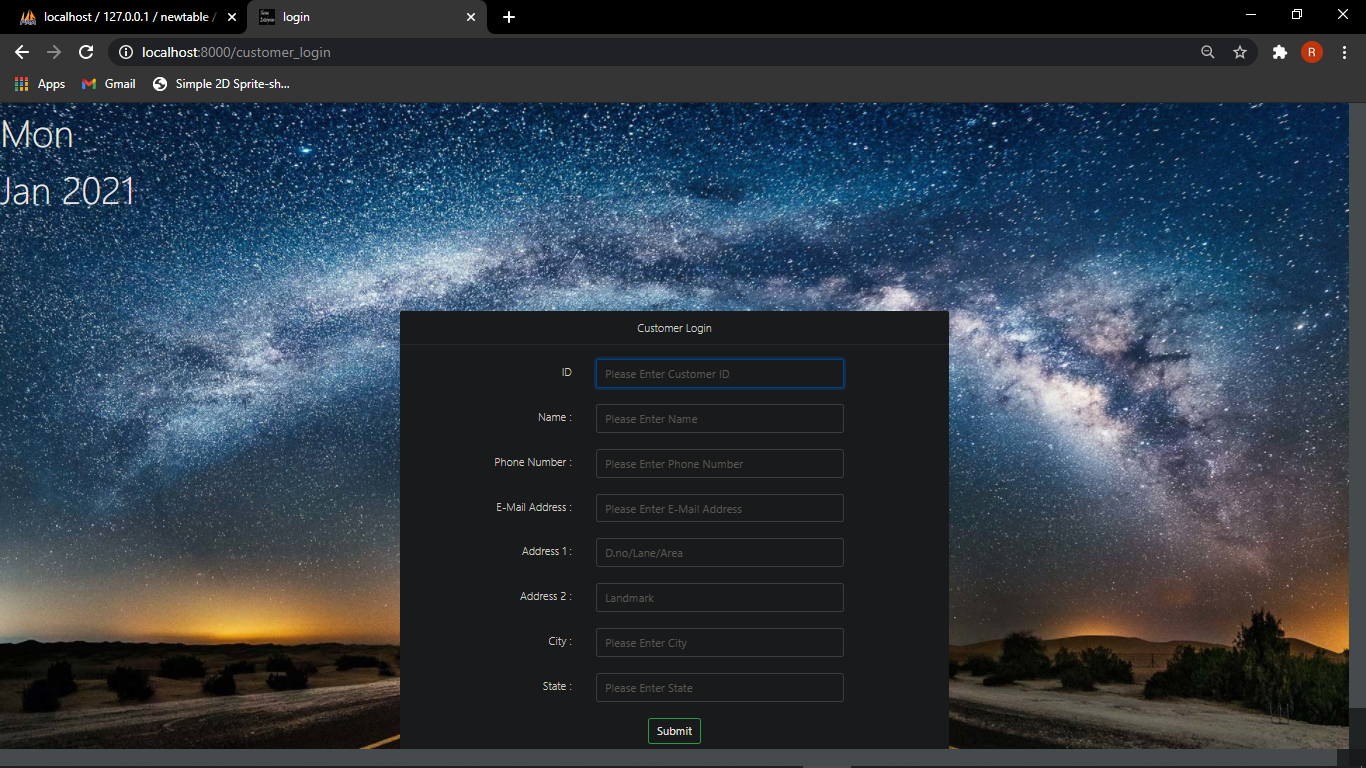 localhost / 127.0.0.1 / newtable /
login
localhost:8000/customer_login
R
Apps
Gmail
Simple 2D Sprite-sh...
Mon
Jan 2021
Customer Login
ID
Please Enter Customer ID
Name :
Please Enter Name
Phone Number :
Please Enter Phone Number
E-Mail Address :
Please Enter E-Mail Address
Address 1 :
D.no/Lane/Area
Address 2 :
Landmark
City :
Please Enter City
State :
Please Enter State
Submit